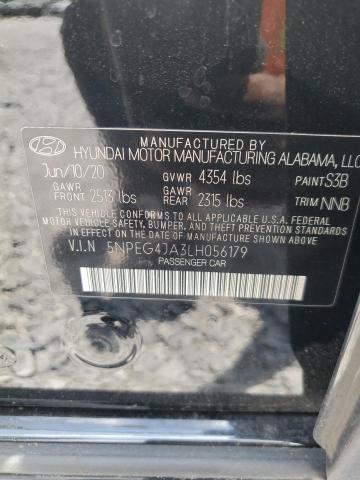 MANUFACTURED BY
HYUNDAI MOTOR MANUFACTURING ALABAMA, LLC
Jun/10/20 GVWR 4354 lbs PAINT S3B
GAWR FRONT 2513 lbs GAWR REAR 2315 lbs TRIM NNB
THIS VEHICLE CONFORMS TO ALL APPLICABLE U.S.A. FEDERAL
MOTOR VEHICLE SAFETY, BUMPER, AND THEFT PREVENTION
STANDARDS IN EFFECT ON THE DATE OF MANUFACTURE SHOWN ABOVE.
V.I.N 5NPEG4JA3LH056179
PASSENGER CAR